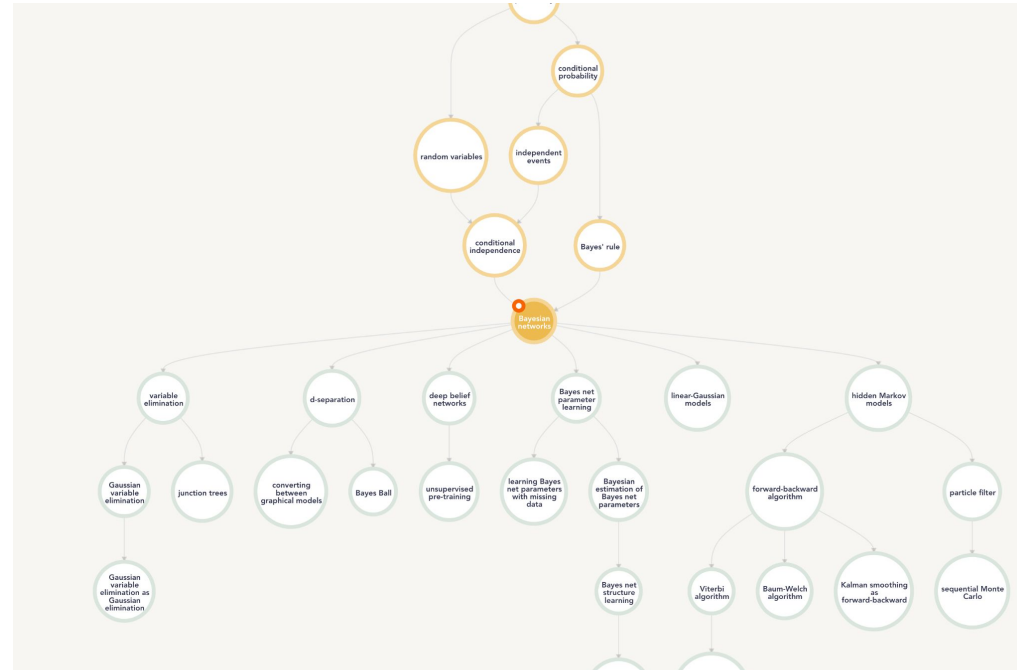 conditional
probability
random variables
independent
events
conditional
independence
Bayes' rule
Bayesian
networks
variable
elimination
d-separation
deep belief
networks
Bayes net
parameter
learning
linear-Gaussian
models
hidden Markov
models
Gaussian
variable
elimination
junction trees
converting
between
graphical models
Bayes Ball
unsupervised
pre-training
learning Bayes
net parameters
with missing
data
Bayesian
estimation of
Bayes net
parameters
forward-backward
algorithm
particle filter
Gaussian
variable
elimination as
Gaussian
elimination
Bayes net
structure
learning
Viterbi
algorithm
Baum-Welch
algorithm
Kalman smoothing
as
forward-backward
sequential Monte
Carlo